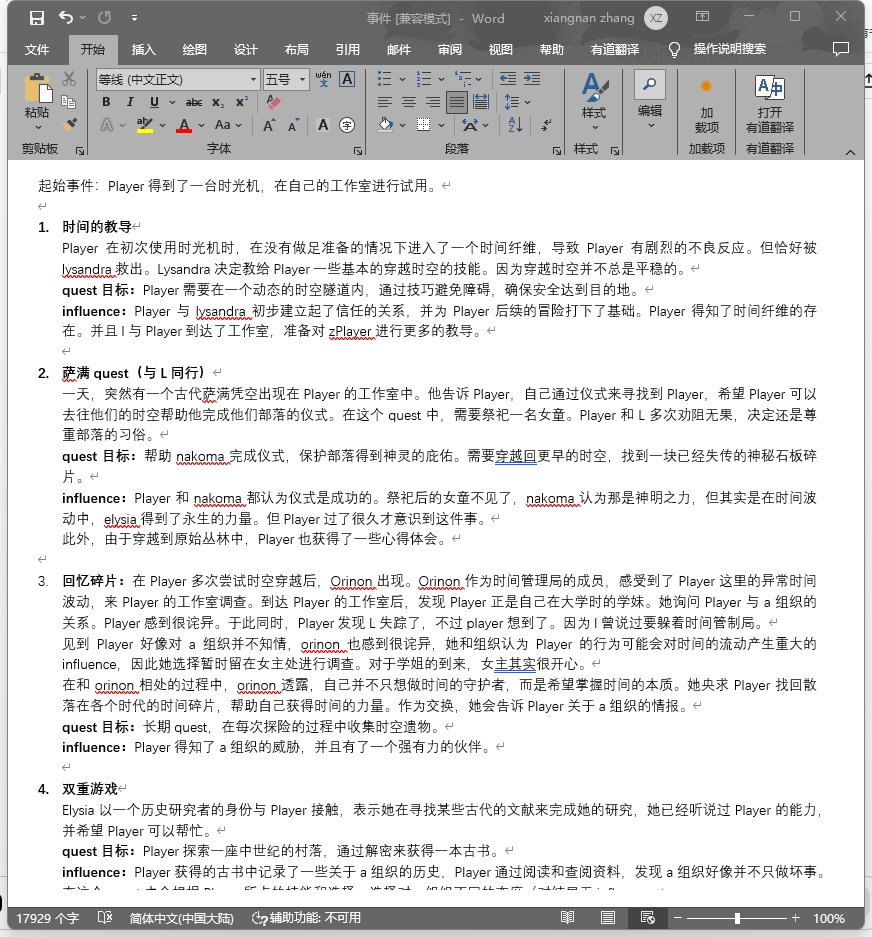 事件 [兼容模式] - Word xiangnan zhang XZ
文件 开始 插入 绘图 设计 布局 引用 邮件 审阅 视图 帮助 有道翻译 操作说明搜索
等线 (中文正文) 五号 wén 文 A
粘贴 B I U abc x₂ x² 样式 编辑 加载项 打开有道翻译
A aby A Aa A A A 字
剪贴板 字体 段落 样式 加载项 有道翻译
起始事件：Player 得到了一台时光机，在自己的工作室进行试用。
1. 时间的教导
Player 在初次使用时光机时，在没有做足准备的情况下进入了一个时间纤维，导致 Player 有剧烈的不良反应。但恰好被
lysandra 救出。Lysandra 决定教给 Player 一些基本的穿越时空的技能。因为穿越时空并不总是平稳的。
quest 目标：Player 需要在一个动态的时空隧道内，通过技巧避免障碍，确保安全达到目的地。
influence：Player 与 lysandra 初步建立起了信任的关系，并为 Player 后续的冒险打下了基础。Player 得知了时间纤维的存
在。并且 l 与 Player 到达了工作室，准备对 zPlayer 进行更多的教导。
2. 萨满 quest（与 L 同行）
一天，突然有一个古代萨满凭空出现在 Player 的工作室中。他告诉 Player，自己通过仪式来寻找到 Player，希望 Player 可以
去往他们的时空帮助他完成他们部落的仪式。在这个 quest 中，需要祭祀一名女童。Player 和 L 多次劝阻无果，决定还是尊
重部落的习俗。
quest 目标：帮助 nakoma 完成仪式，保护部落得到神灵的庇佑。需要穿越回更早的时空，找到一块已经失传的神秘石板碎
片。
influence：Player 和 nakoma 都认为仪式是成功的。祭祀后的女童不见了，nakoma 认为那是神明之力，但其实是在时间波
动中，elysia 得到了永生的力量。但 Player 过了很久才意识到这件事。
此外，由于穿越到原始丛林中，Player 也获得了一些心得体会。
3. 回忆碎片：在 Player 多次尝试时空穿越后，Orinon 出现。Orinon 作为时间管理局的成员，感受到了 Player 这里的异常时间
波动，来 Player 的工作室调查。到达 Player 的工作室后，发现 Player 正是自己在大学时的学妹。她询问 Player 与 a 组织的
关系。Player 感到很诧异。于此同时，Player 发现 L 失踪了，不过 player 想到了。因为 l 曾说过要躲着时间管制局。
见到 Player 好像对 a 组织并不知情，orinon 也感到很诧异，她和组织认为 Player 的行为可能会对时间的流动产生重大的
influence，因此她选择暂时留在女主处进行调查。对于学姐的到来，女主其实很开心。
在和 orinon 相处的过程中，orinon 透露，自己并不只想做时间的守护者，而是希望掌握时间的本质。她央求 Player 找回散
落在各个时代的时间碎片，帮助自己获得时间的力量。作为交换，她会告诉 Player 关于 a 组织的情报。
quest 目标：长期 quest，在每次探险的过程中收集时空遗物。
influence：Player 得知了 a 组织的威胁，并且有了一个强有力的伙伴。
4. 双重游戏
Elysia 以一个历史研究者的身份与 Player 接触，表示她在寻找某些古代的文献来完成她的研究，她已经听说过 Player 的能力，
并希望 Player 可以帮忙。
quest 目标：Player 探索一座中世纪的村落，通过解密来获得一本古书。
influence：Player 获得的古书中记录了一些关于 a 组织的历史，Player 通过阅读和查阅资料，发现 a 组织好像并不只做坏事。
17929 个字 简体中文(中国大陆) 辅助功能: 不可用 100%